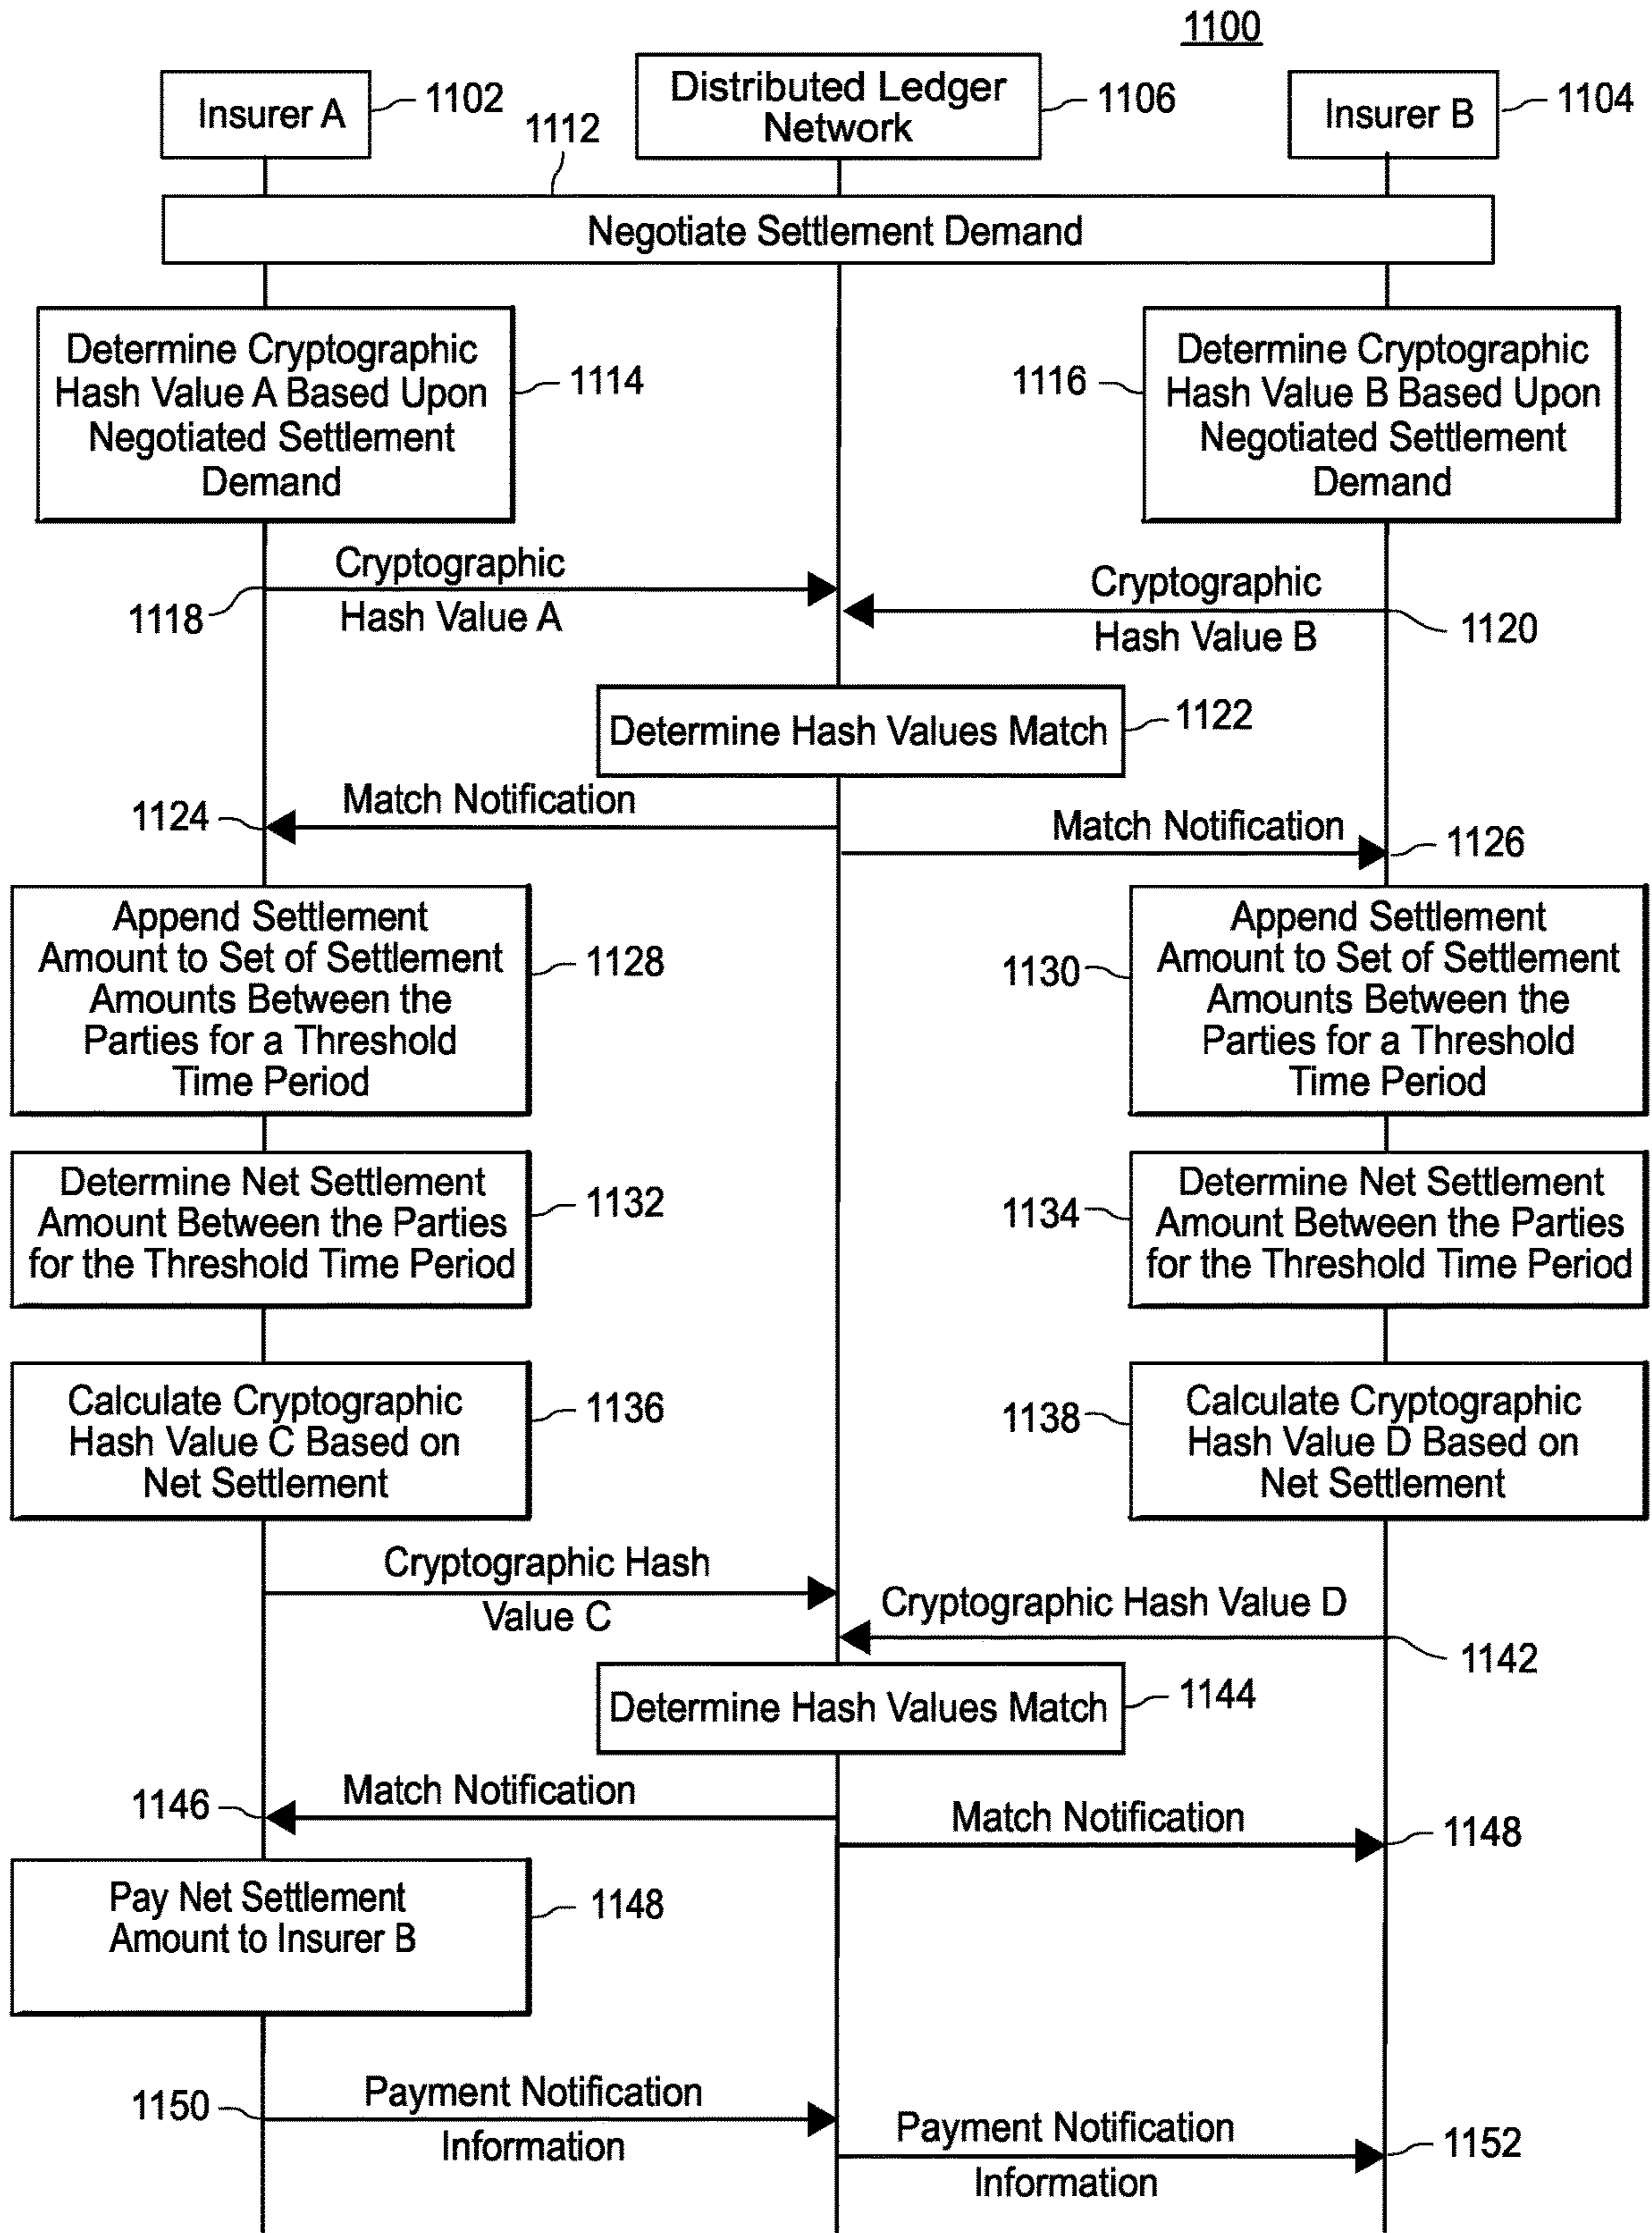 1100
Insurer A
1102
Distributed Ledger
Network
1106
Insurer B
1104
1112
Negotiate Settlement Demand
Determine Cryptographic
Hash Value A Based Upon
Negotiated Settlement
Demand
1114
1116
Determine Cryptographic
Hash Value B Based Upon
Negotiated Settlement
Demand
Cryptographic
Hash Value A
1118
Cryptographic
Hash Value B
1120
Determine Hash Values Match
1122
Match Notification
1124
Match Notification
1126
Append Settlement
Amount to Set of Settlement
Amounts Between the
Parties for a Threshold
Time Period
1128
1130
Append Settlement
Amount to Set of Settlement
Amounts Between the
Parties for a Threshold
Time Period
Determine Net Settlement
Amount Between the Parties
for the Threshold Time Period
1132
1134
Determine Net Settlement
Amount Between the Parties
for the Threshold Time Period
Calculate Cryptographic
Hash Value C Based on
Net Settlement
1136
1138
Calculate Cryptographic
Hash Value D Based on
Net Settlement
Cryptographic Hash
Value C
Cryptographic Hash Value D
1142
Determine Hash Values Match
1144
Match Notification
1146
Match Notification
1148
Pay Net Settlement
Amount to Insurer B
1148
1150
Payment Notification
Information
Payment Notification
Information
1152